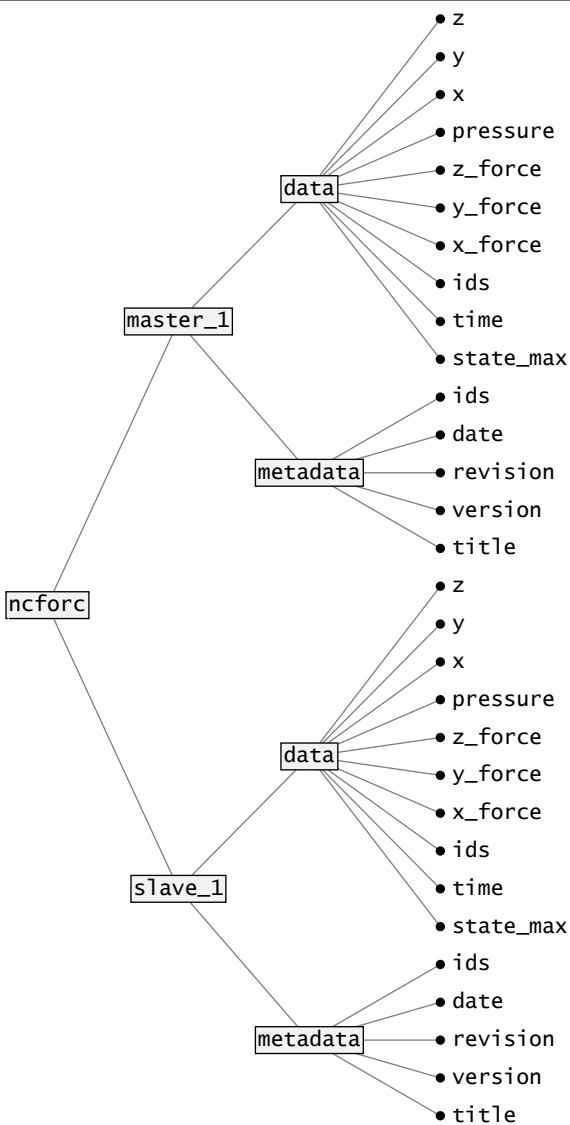 z
y
x
pressure
data
z_force
y_force
x_force
ids
master_1
time
state_max
ids
date
metadata
revision
version
title
ncforc
z
y
x
pressure
data
z_force
y_force
x_force
ids
slave_1
time
state_max
ids
date
metadata
revision
version
title